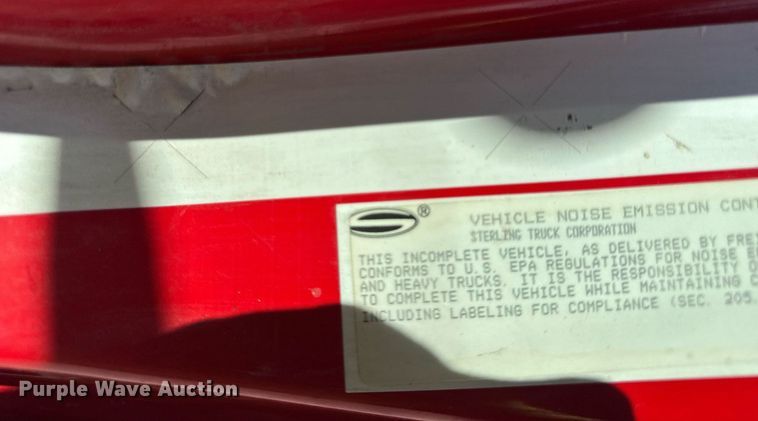 ®
VEHICLE NOISE EMISSION CONT
STERLING TRUCK CORPORATION
THIS INCOMPLETE VEHICLE, AS DELIVERED BY FREI
CONFORMS TO U.S. EPA REGULATIONS FOR NOISE E
AND HEAVY TRUCKS. IT IS THE RESPONSIBILITY O
TO COMPLETE THIS VEHICLE WHILE MAINTAINING C
INCLUDING LABELING FOR COMPLIANCE (SEC. 205.
Purple Wave Auction